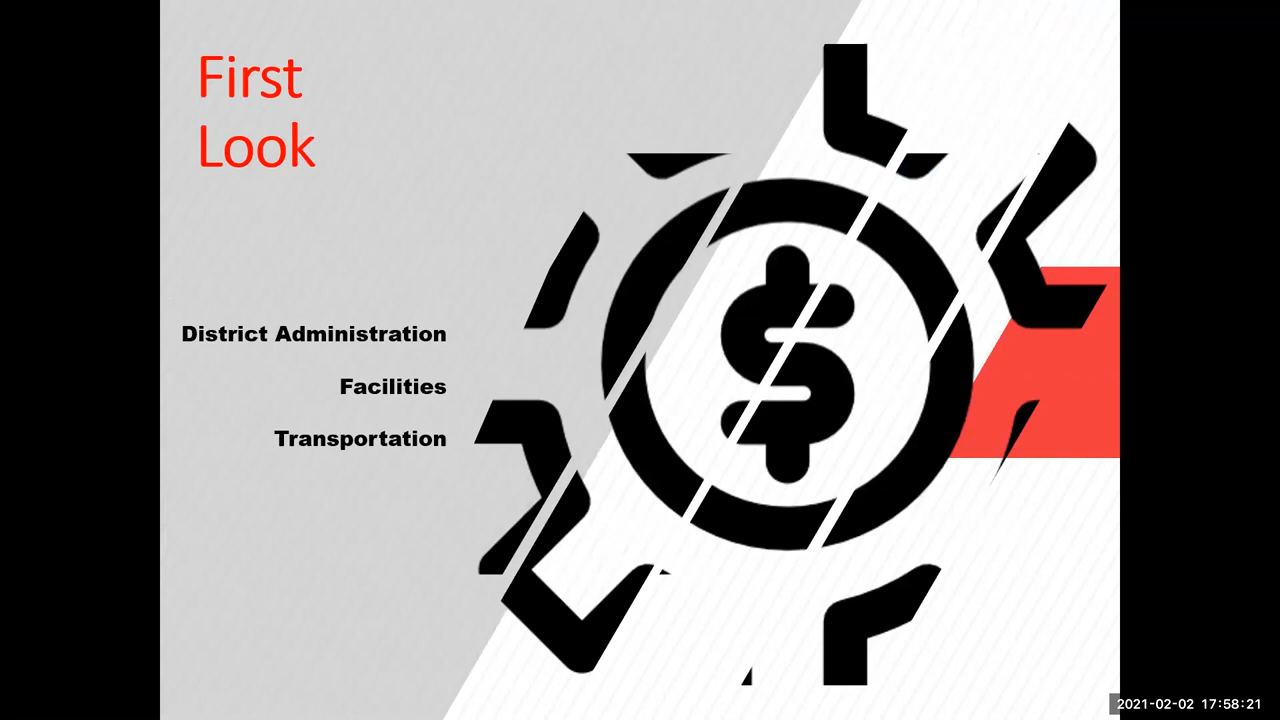 First
Look
District Administration
Facilities
Transportation
$
2021-02-02 17:58:21